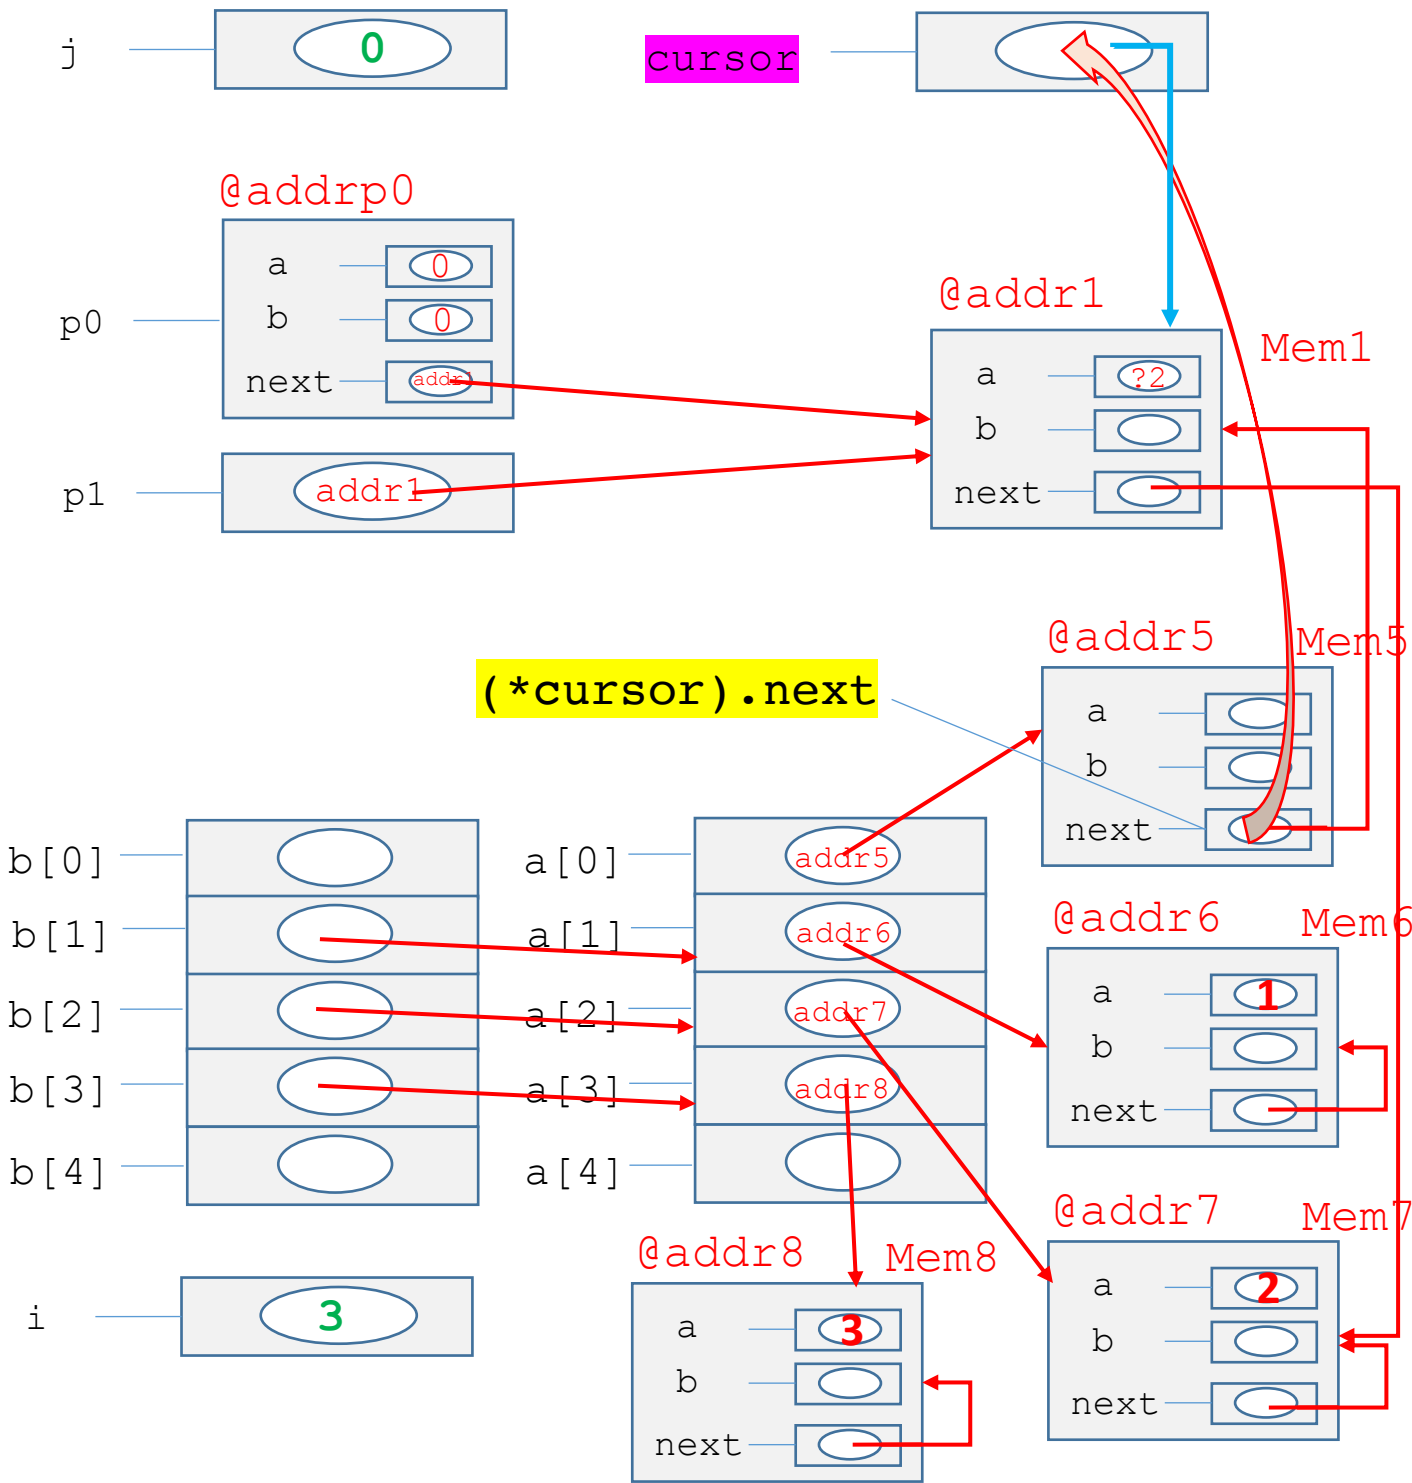 j
0
cursor
@addrp0
a
0
b
0
p0
next
addr1
p1
addr1
@addr1
Mem1
a
?2
b
next
@addr5
Mem5
(*cursor).next
a
b
next
b[0]
a[0]
addr5
b[1]
a[1]
addr6
b[2]
a[2]
addr7
b[3]
a[3]
addr8
b[4]
a[4]
@addr6
Mem6
a
1
b
next
@addr7
Mem7
a
2
b
next
@addr8
Mem8
a
3
b
next
i
3